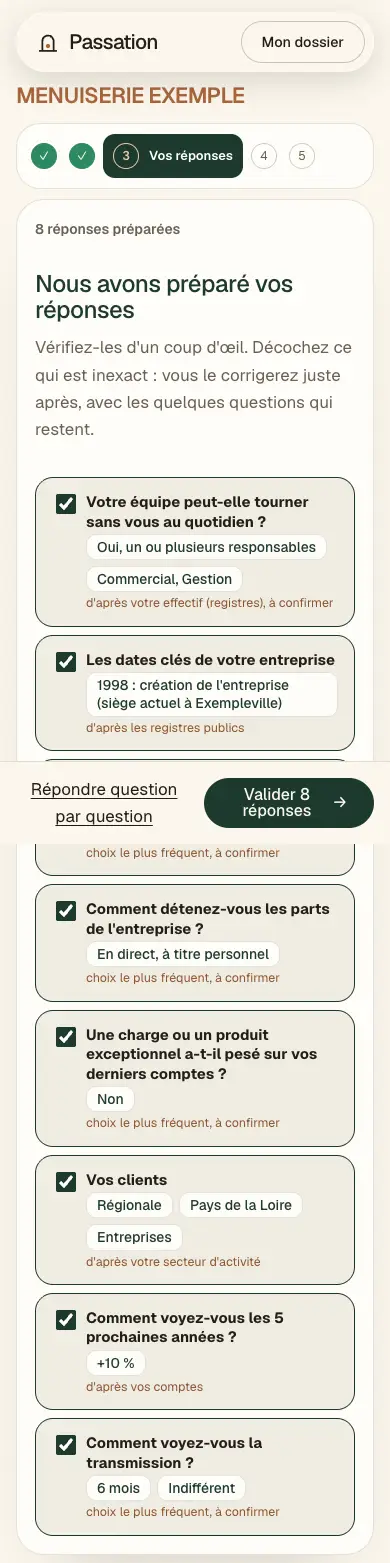 Passation
Mon dossier
MENUISERIE EXEMPLE
3 Vos réponses 4 5
8 réponses préparées
Nous avons préparé vos
réponses
Vérifiez-les d'un coup d'œil. Décochez ce
qui est inexact : vous le corrigerez juste
après, avec les quelques questions qui
restent.
Votre équipe peut-elle tourner
sans vous au quotidien ?
Oui, un ou plusieurs responsables
Commercial, Gestion
d'après votre effectif (registres), à confirmer
Les dates clés de votre entreprise
1998 : création de l'entreprise
(siège actuel à Exempleville)
d'après les registres publics
Répondre question
par question
Valider 8
réponses →
choix le plus fréquent, à confirmer
Comment détenez-vous les parts
de l'entreprise ?
En direct, à titre personnel
choix le plus fréquent, à confirmer
Une charge ou un produit
exceptionnel a-t-il pesé sur vos
derniers comptes ?
Non
choix le plus fréquent, à confirmer
Vos clients
Régionale Pays de la Loire
Entreprises
d'après votre secteur d'activité
Comment voyez-vous les 5
prochaines années ?
+10 %
d'après vos comptes
Comment voyez-vous la
transmission ?
6 mois Indifférent
choix le plus fréquent, à confirmer